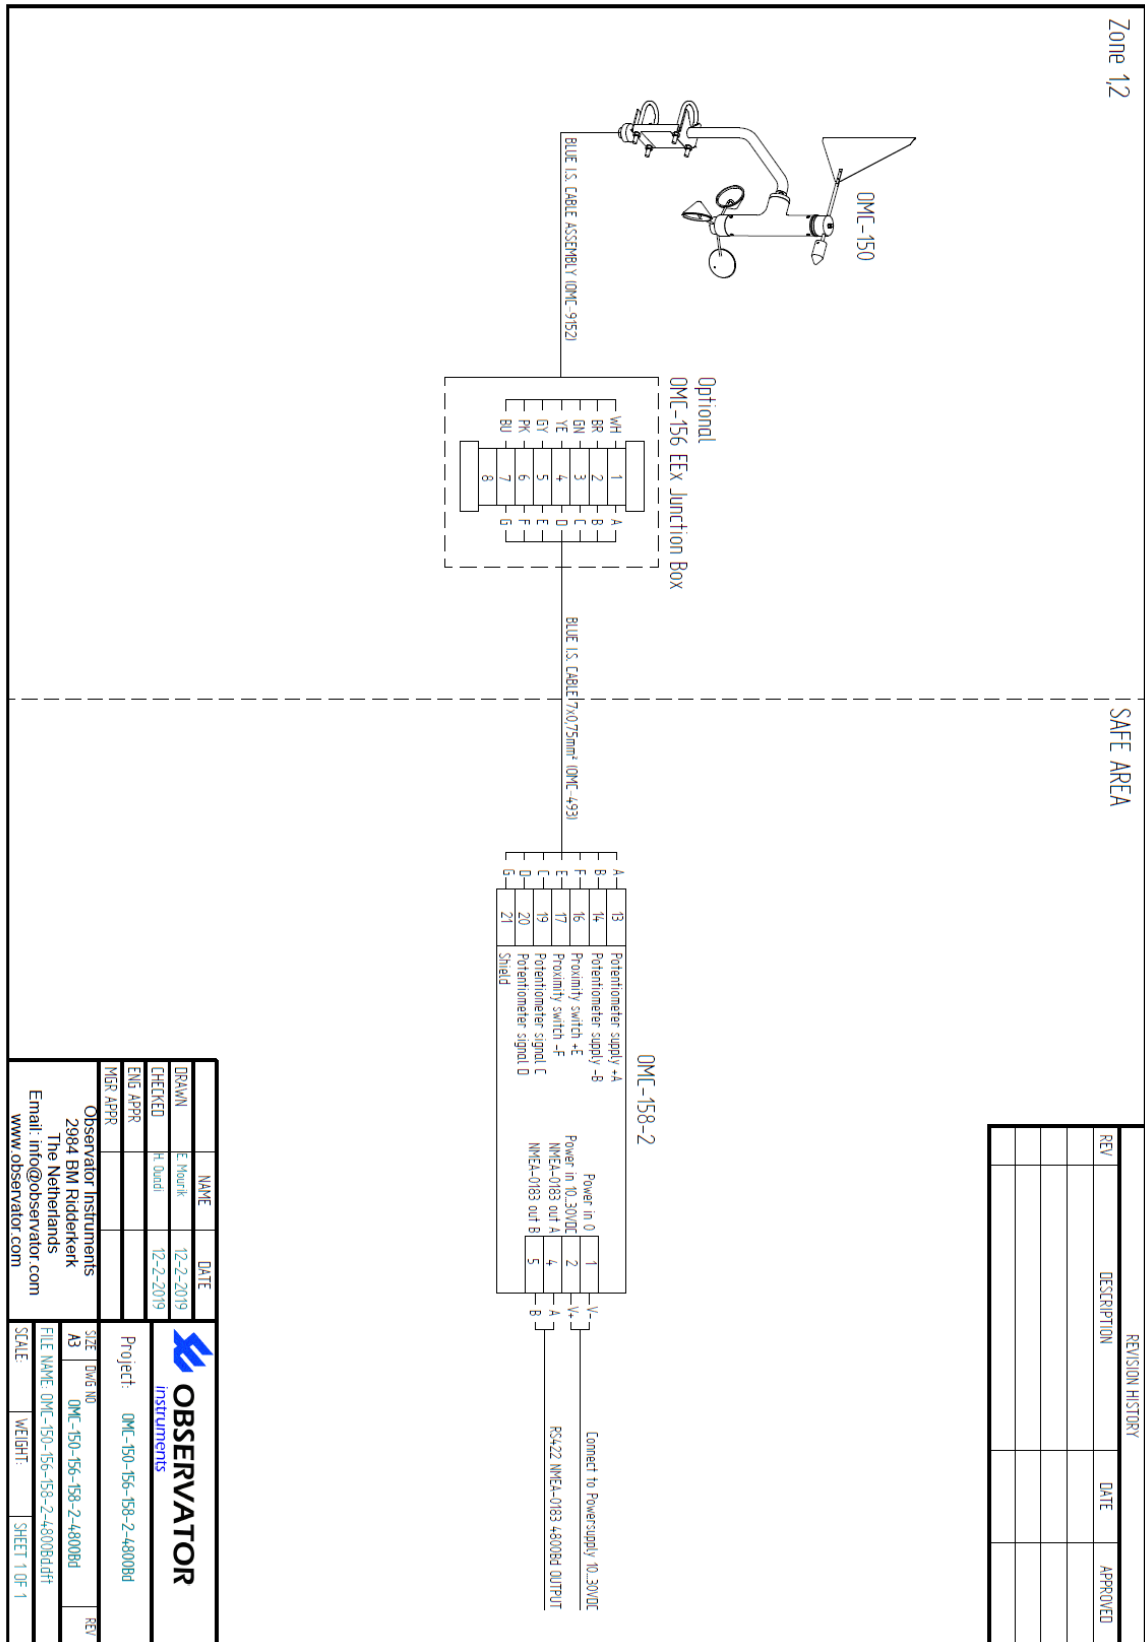 Zone 1,2
SAFE AREA
OMC-150
BLUE I.S. CABLE ASSEMBLY (OMC-9152)
Optional
OMC-156 EEx Junction Box
WH 1 A
BR 2 B
GN 3 C
YE 4 D
GY 5 E
PK 6 F
BU 7 G
8
BLUE I.S. CABLE 7x0,75mm² (OMC-493)
OMC-158-2
A 13 Potentiometer supply +A
B 14 Potentiometer supply -B
F 16 Proximity switch +E
E 17 Proximity switch -F
C 19 Potentiometer signal C
D 20 Potentiometer signal D
G 21 Shield
Power in 0 1 V-
Power in 10..30VDC 2 V+
NMEA-0183 out A 4 A
NMEA-0183 out B 5 B
Connect to Powersupply 10..30VDC
RS422 NMEA-0183 4800Bd OUTPUT
REVISION HISTORY
REV DESCRIPTION DATE APPROVED
NAME DATE
DRAWN E. Mourik 12-2-2019
CHECKED H. Ouadi 12-2-2019
ENG APPR
MGR APPR
Observator Instruments
2984 BM Ridderkerk
The Netherlands
Email: info@observator.com
www.observator.com
OBSERVATOR
instruments
Project: OMC-150-156-158-2-4800Bd
SIZE DWG NO REV
A3 OMC-150-156-158-2-4800Bd
FILE NAME: OMC-150-156-158-2-4800Bd.dft
SCALE: WEIGHT: SHEET 1 OF 1